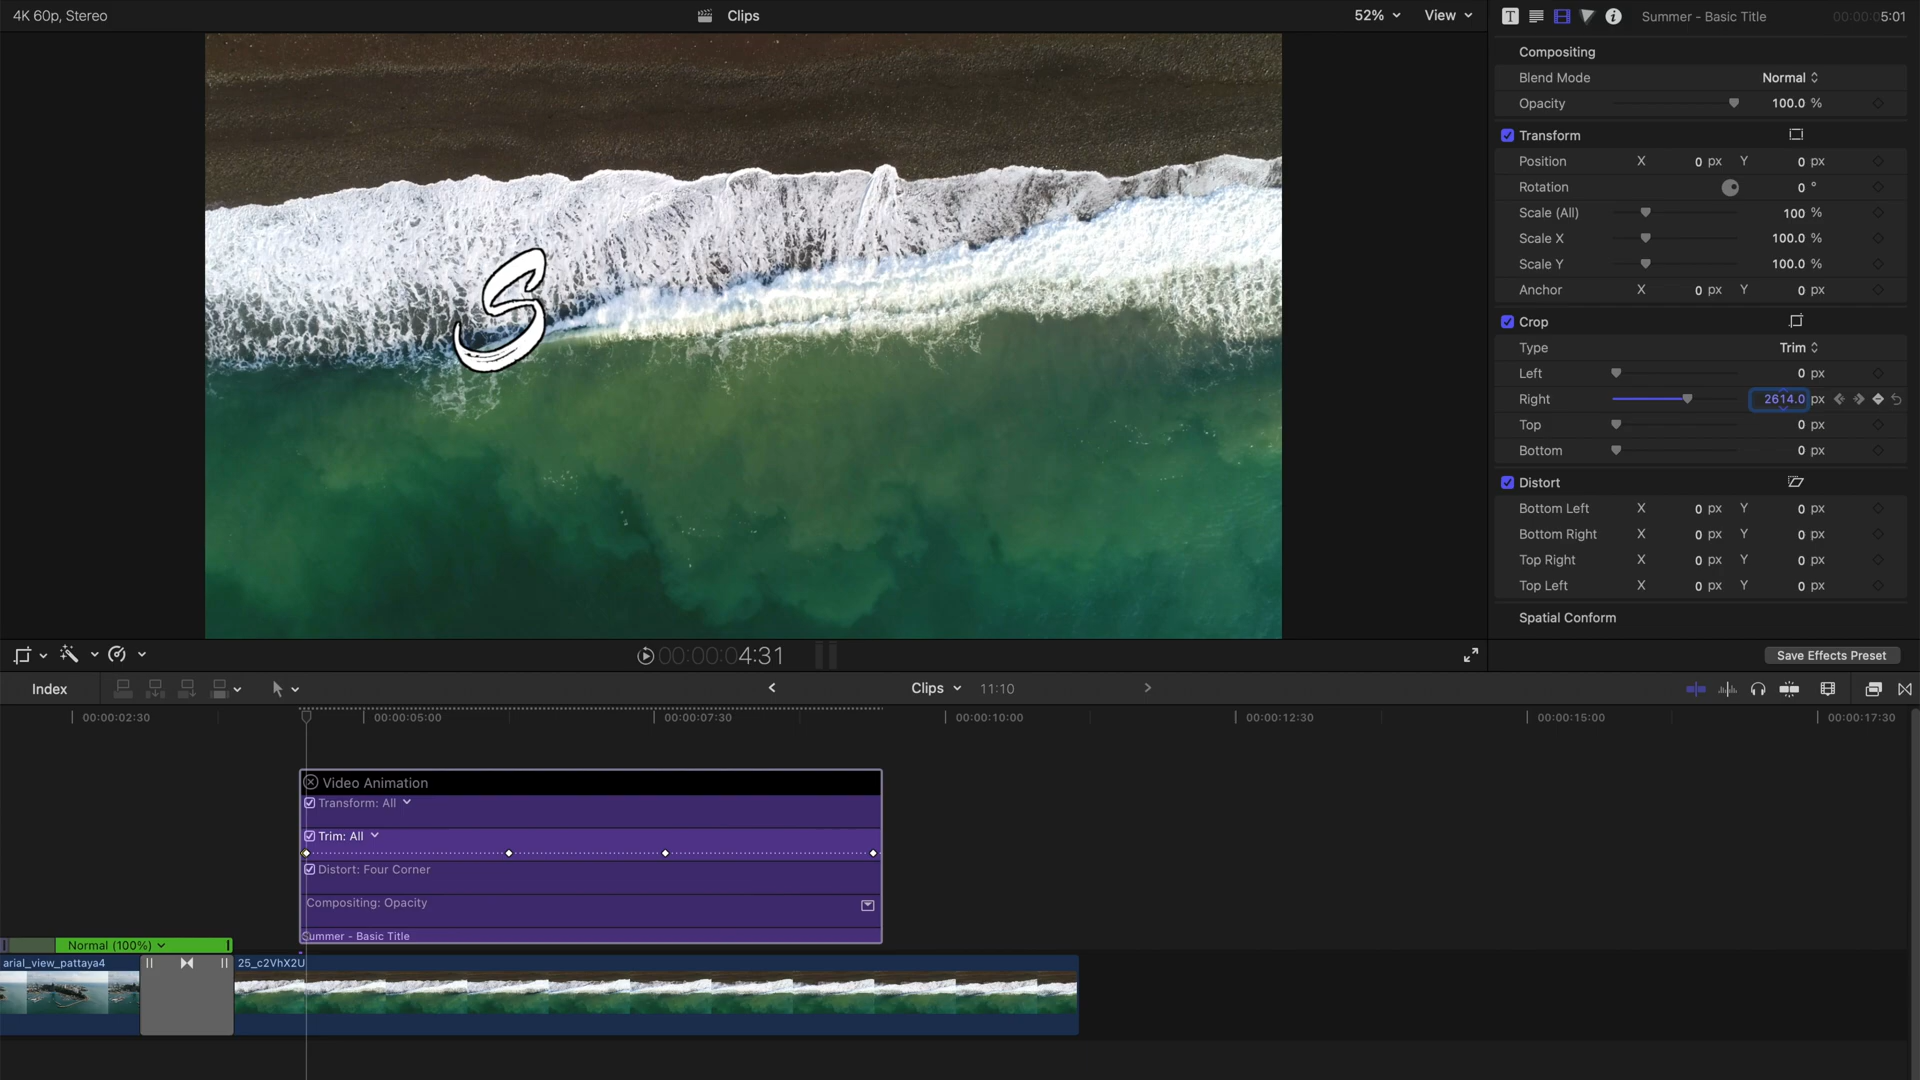 4K 60p, Stereo
Clips
52%
View
T
Summer - Basic Title
00:00:05:01
Compositing
Blend Mode
Normal
Opacity
100.0 %
Transform
Position X 0 px Y 0 px
Rotation 0 °
Scale (All) 100 %
Scale X 100.0 %
Scale Y 100.0 %
Anchor X 0 px Y 0 px
Crop
Type Trim
Left 0 px
Right 2614.0 px
Top 0 px
Bottom 0 px
Distort
Bottom Left X 0 px Y 0 px
Bottom Right X 0 px Y 0 px
Top Right X 0 px Y 0 px
Top Left X 0 px Y 0 px
Spatial Conform
S
00:00:04:31
Save Effects Preset
Index
Clips
11:10
00:00:02:30
00:00:05:00
00:00:07:30
00:00:10:00
00:00:12:30
00:00:15:00
00:00:17:30
Video Animation
Transform: All
Trim: All
Distort: Four Corner
Compositing: Opacity
Summer - Basic Title
Normal (100%)
arial_view_pattaya4
25_c2VhX2U